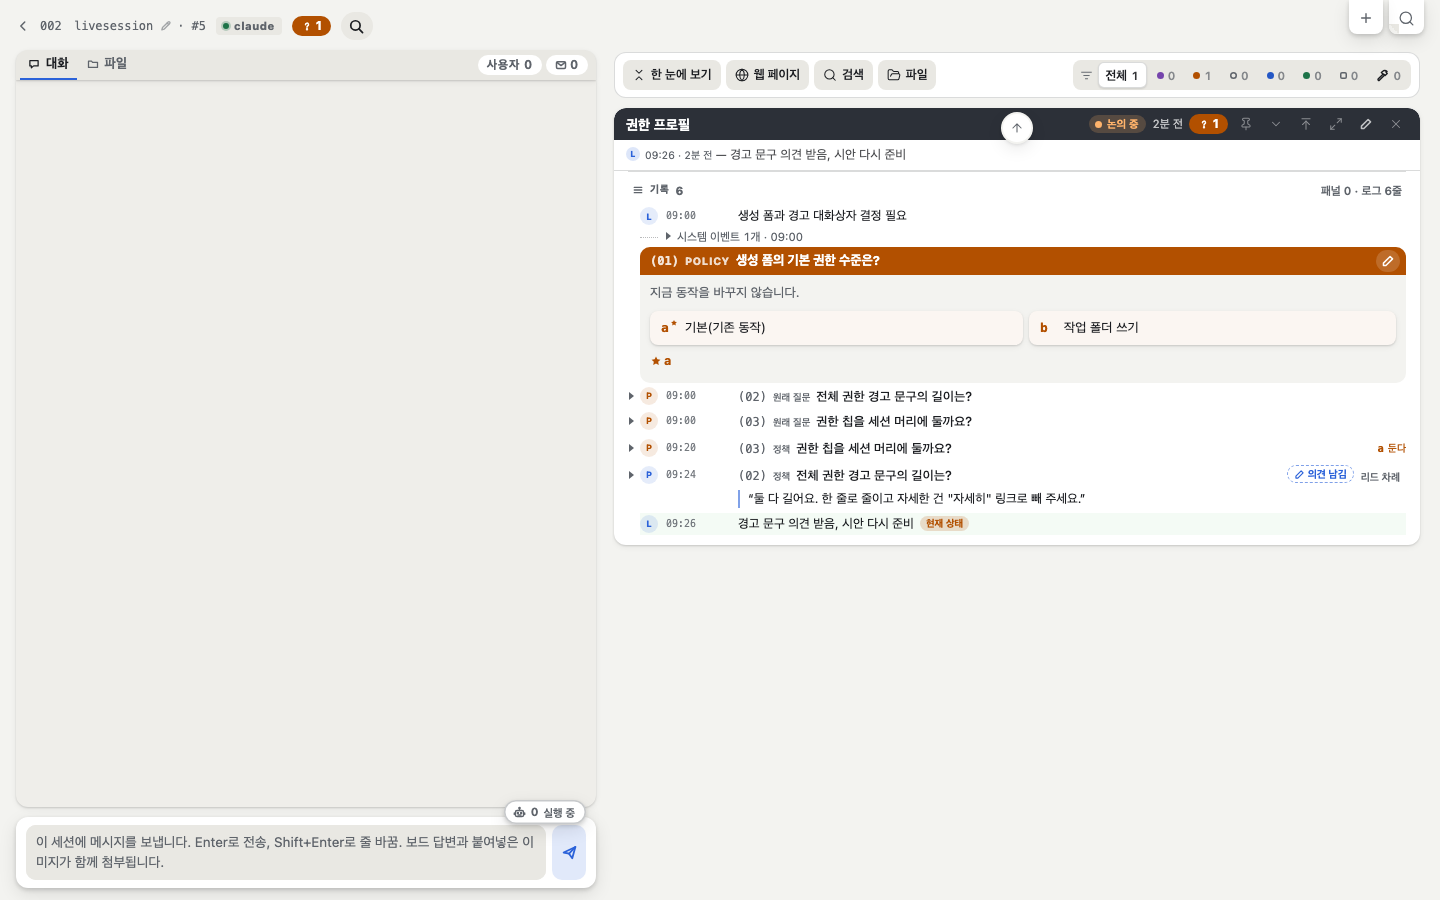 002 livesession · #5 claude ? 1
대화 파일 사용자 0 0
0 실행 중
이 세션에 메시지를 보냅니다. Enter로 전송, Shift+Enter로 줄 바꿈. 보드 답변과 붙여넣은 이
미지가 함께 첨부됩니다.
한 눈에 보기 웹 페이지 검색 파일 전체 1 0 1 0 0 0 0 0
권한 프로필 논의 중 2분 전 ? 1
L 09:26 · 2분 전 — 경고 문구 의견 받음, 시안 다시 준비
기록 6 패널 0 · 로그 6줄
L 09:00 생성 폼과 경고 대화상자 결정 필요
시스템 이벤트 1개 · 09:00
(01) POLICY 생성 폼의 기본 권한 수준은?
지금 동작을 바꾸지 않습니다.
a★ 기본(기존 동작) b 작업 폴더 쓰기
★ a
P 09:00 (02) 원래 질문 전체 권한 경고 문구의 길이는?
P 09:00 (03) 원래 질문 권한 칩을 세션 머리에 둘까요?
P 09:20 (03) 정책 권한 칩을 세션 머리에 둘까요? a 둔다
P 09:24 (02) 정책 전체 권한 경고 문구의 길이는? 의견 남김 리드 차례
“둘 다 길어요. 한 줄로 줄이고 자세한 건 "자세히" 링크로 빼 주세요.”
L 09:26 경고 문구 의견 받음, 시안 다시 준비 현재 상태